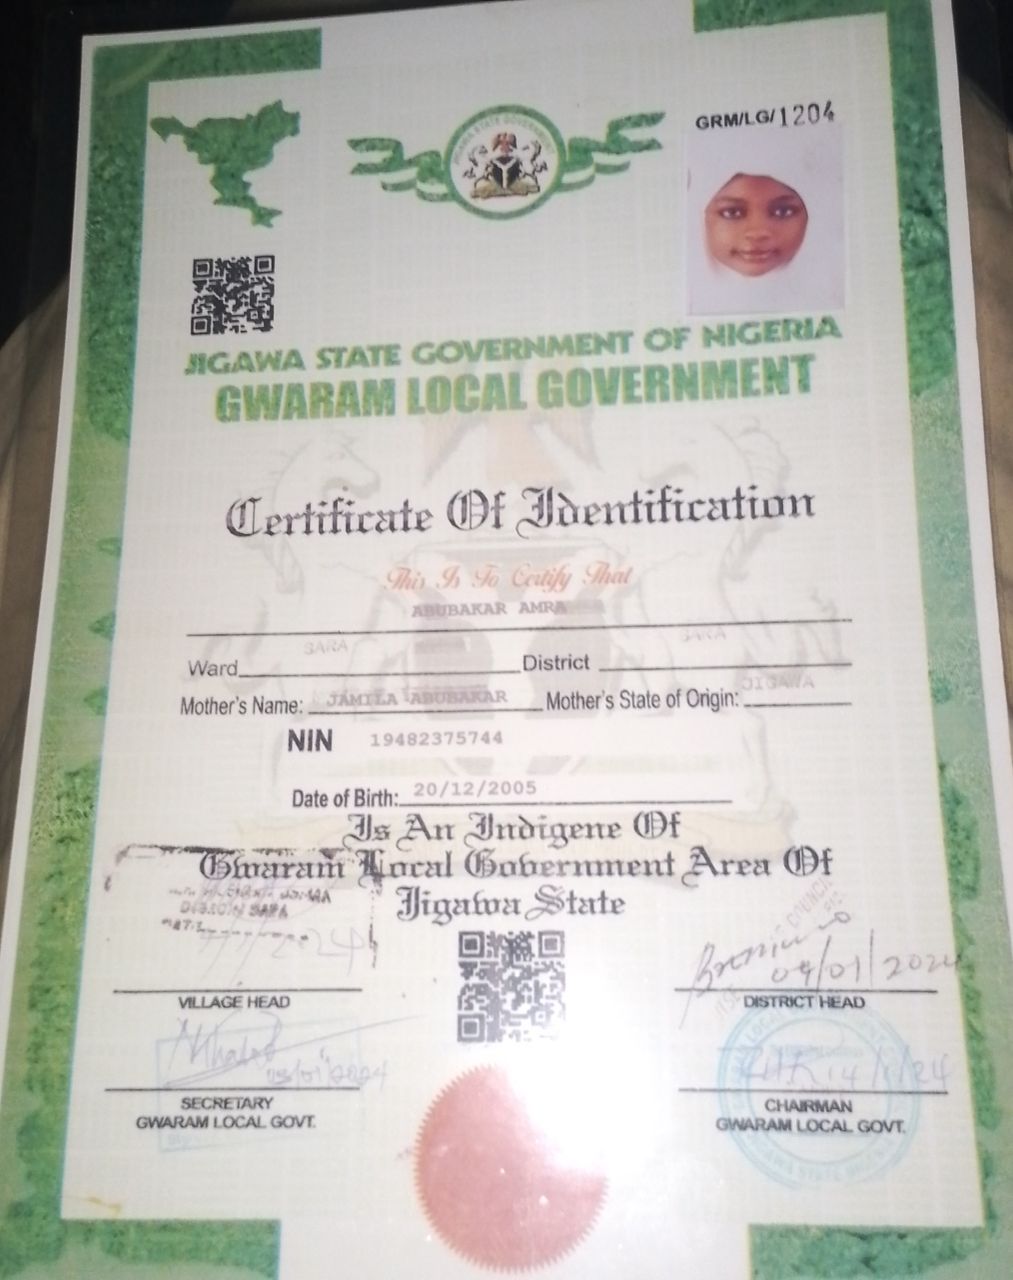 GRM/LG/1204
JIGAWA STATE GOVERNMENT OF NIGERIA
GWARAM LOCAL GOVERNMENT
Certificate Of Identification
This Is To Certify That
ABUBAKAR AMRA
Ward SARA District SARA
Mother's Name: JAMILA ABUBAKAR Mother's State of Origin: JIGAWA
NIN 19482375744
Date of Birth: 20/12/2005
Is An Indigene Of
Gwaram Local Government Area Of
Jigawa State
04/01/2024
VILLAGE HEAD DISTRICT HEAD
SECRETARY CHAIRMAN
GWARAM LOCAL GOVT. GWARAM LOCAL GOVT.